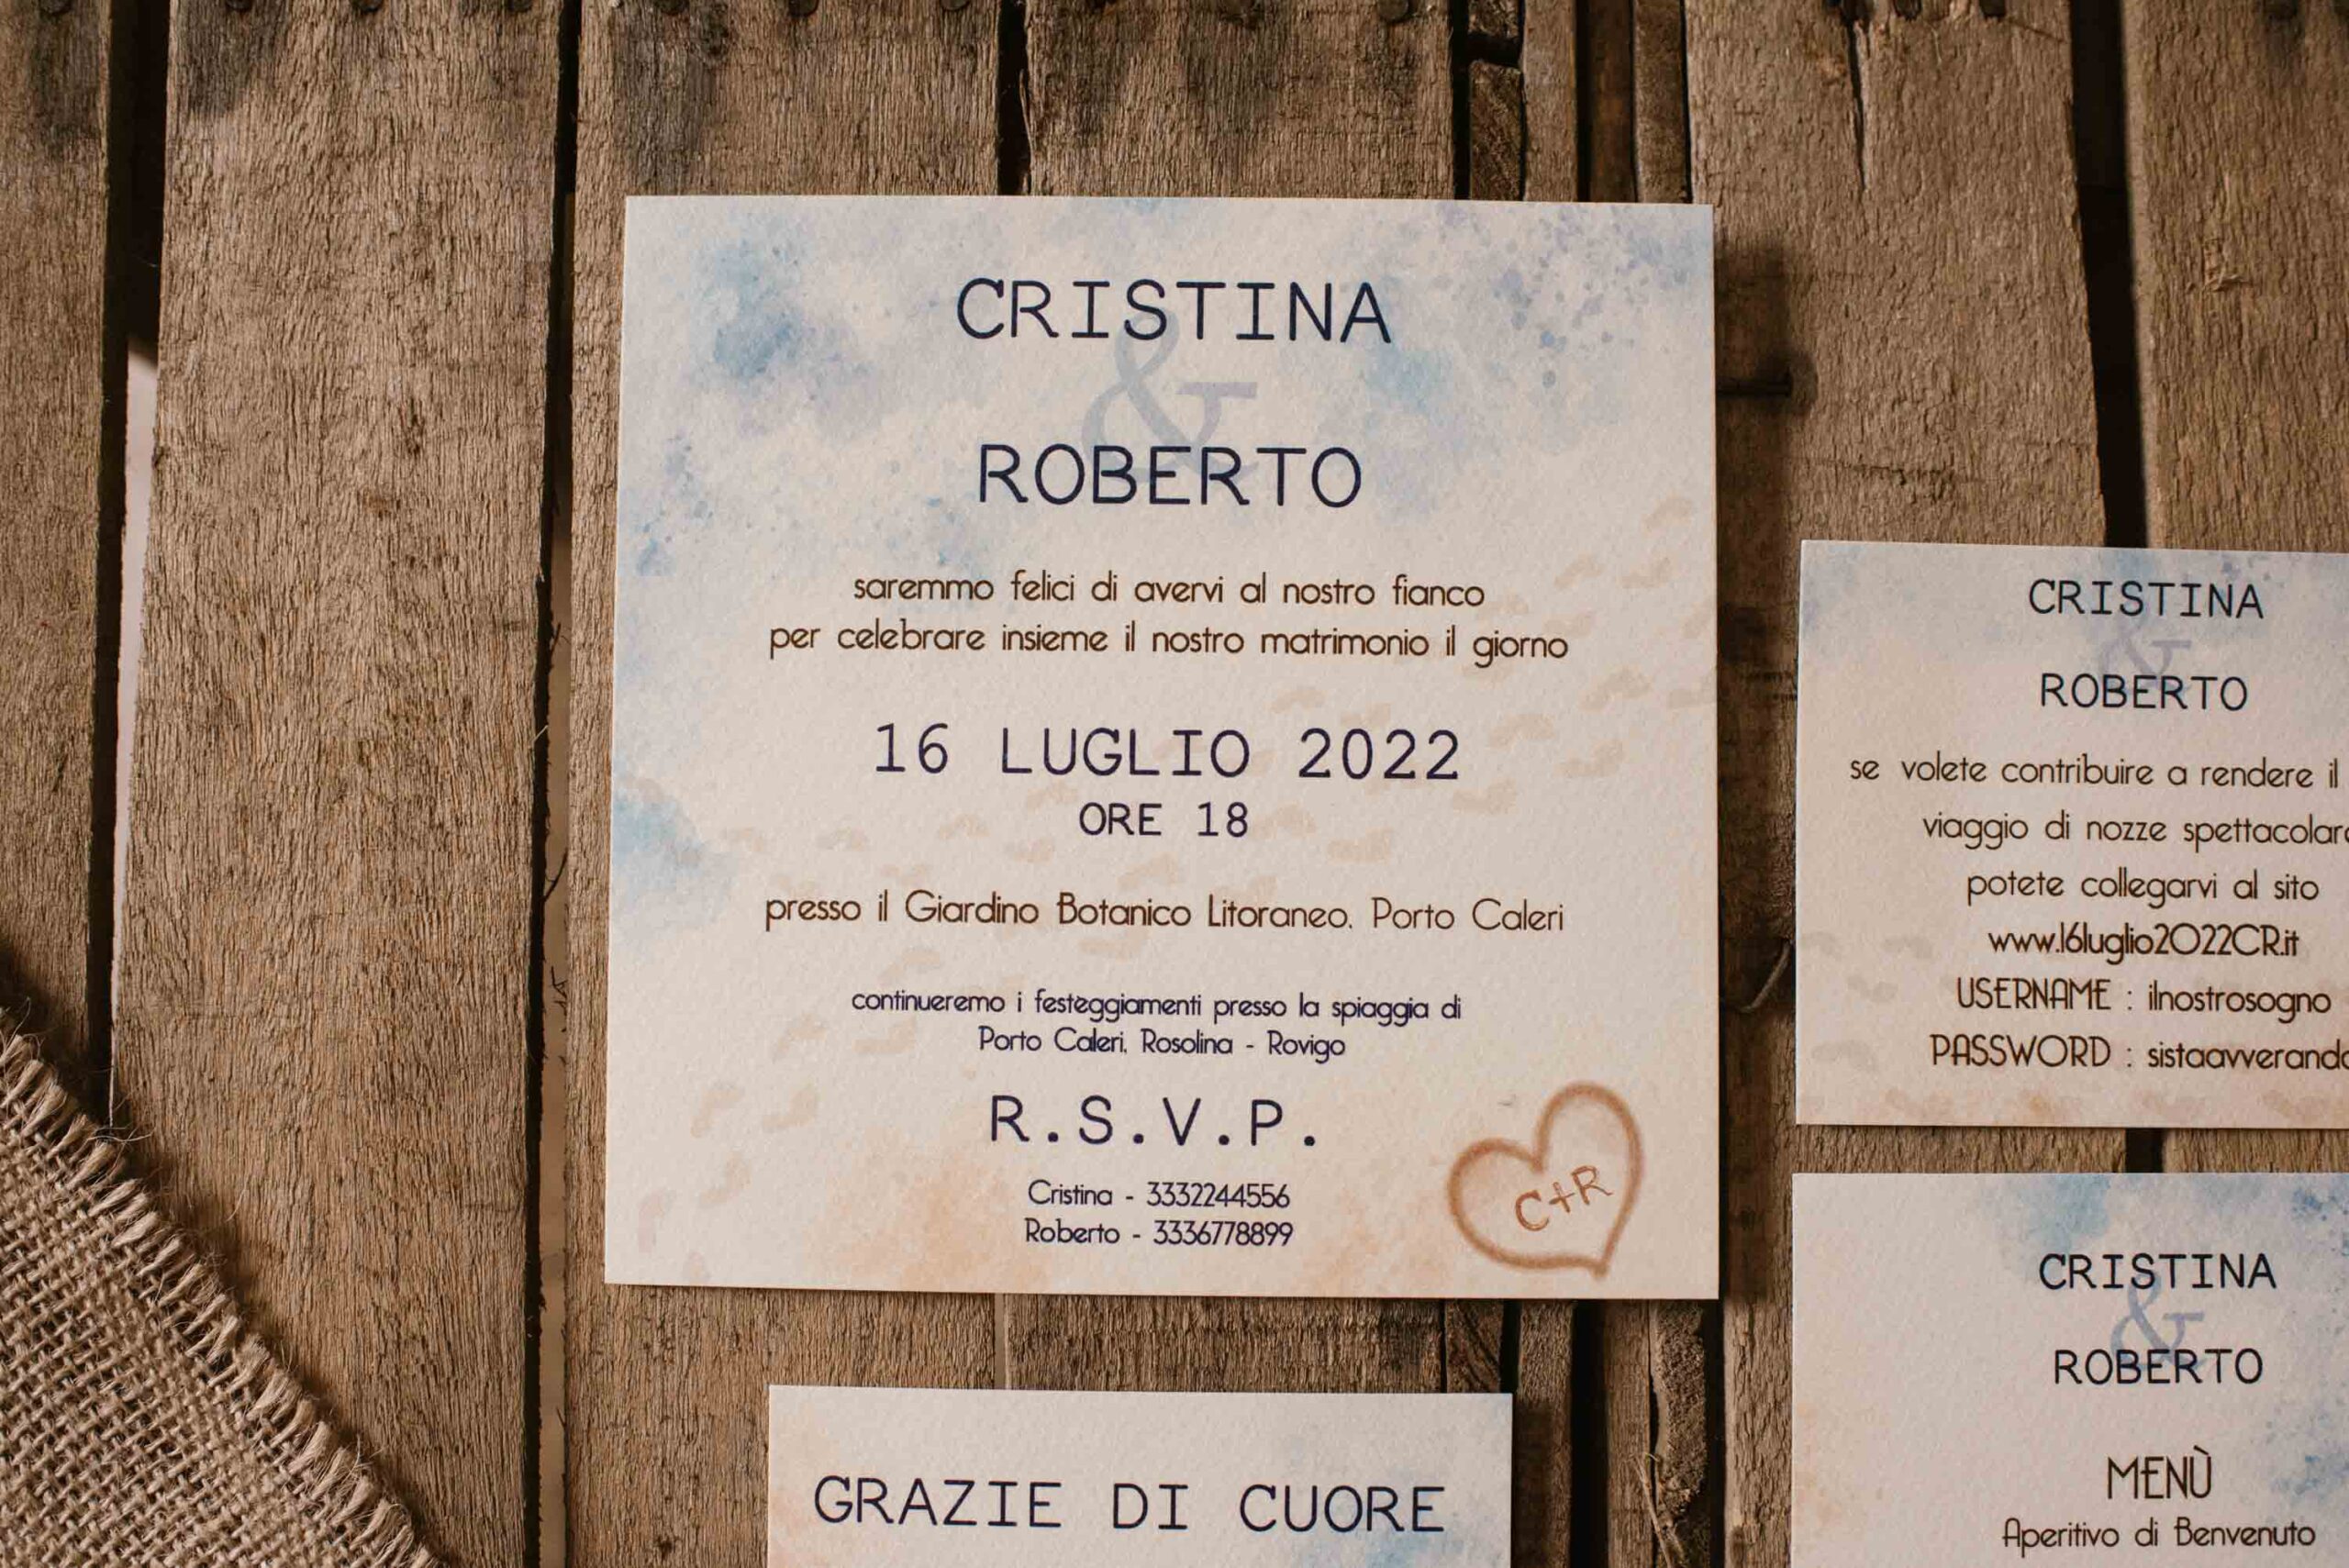 CRISTINA
&
ROBERTO
saremmo felici di avervi al nostro fianco
per celebrare insieme il nostro matrimonio il giorno
16 LUGLIO 2022
ORE 18
presso il Giardino Botanico Litoraneo, Porto Caleri
continueremo i festeggiamenti presso la spiaggia di
Porto Caleri, Rosolina - Rovigo
R.S.V.P.
Cristina - 3332244556
Roberto - 3336778899
C+R
CRISTINA
&
ROBERTO
se volete contribuire a rendere il
viaggio di nozze
potete collegarvi al sito
www.16luglio2022CR.it
USERNAME : ilnostrosogno
PASSWORD :
CRISTINA
&
ROBERTO
MENÙ
Aperitivo di Benvenuto
GRAZIE DI CUORE